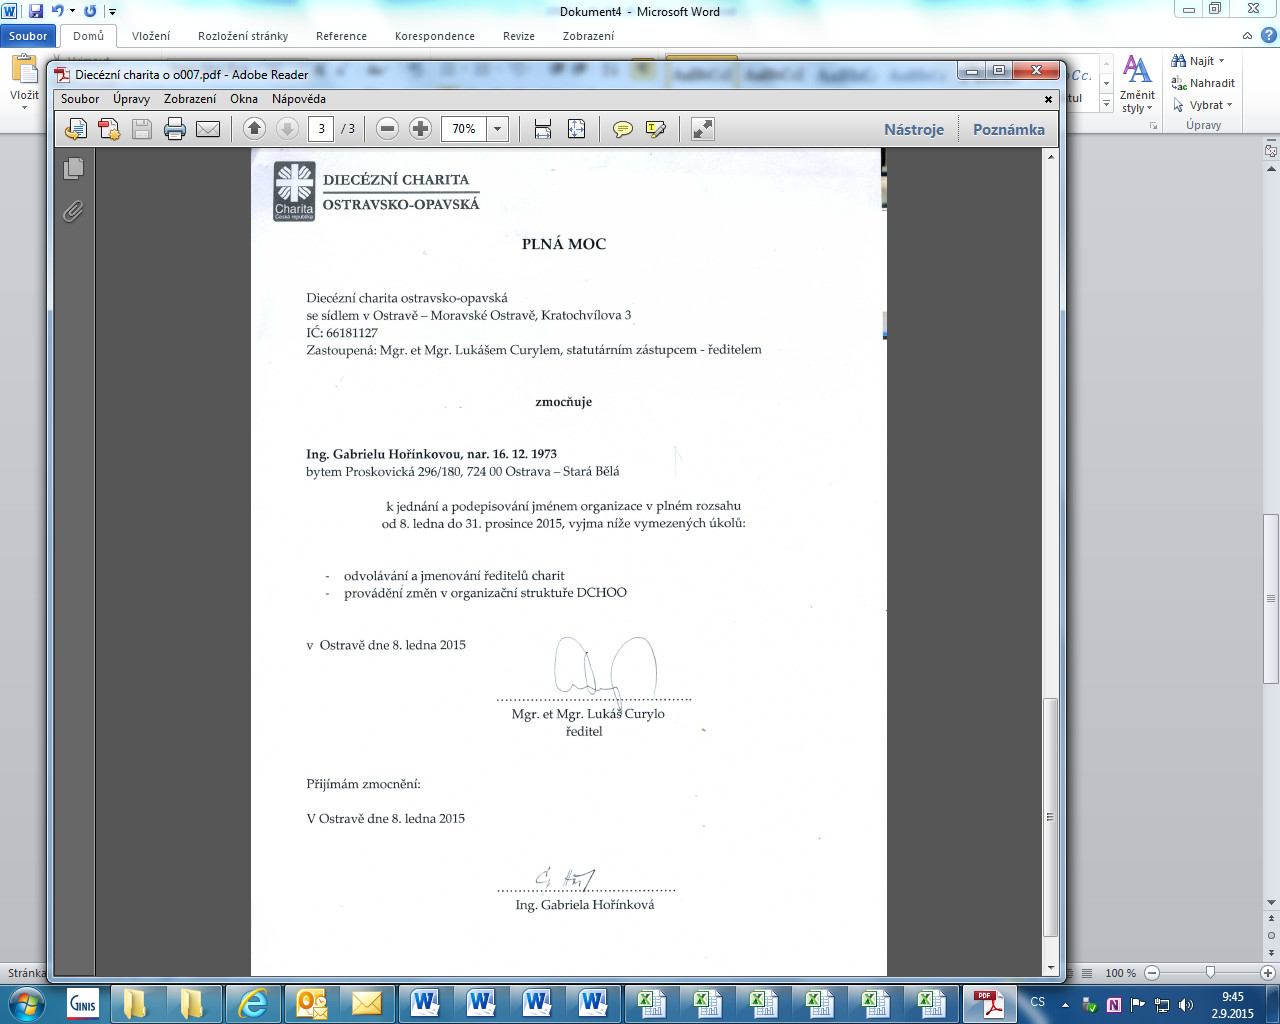 Dokument4 - Microsoft Word
Soubor Domů Vložení Rozložení stránky Reference Korespondence Revize Zobrazení
Vložit
Změnit styly
Najít
Nahradit
Vybrat
Úpravy
Diecézní charita o o007.pdf - Adobe Reader
Soubor Úpravy Zobrazení Okna Nápověda
3 / 3 70% Nástroje Poznámka
Charita
Česká republika
DIECÉZNÍ CHARITA
OSTRAVSKO-OPAVSKÁ
PLNÁ MOC
Diecézní charita ostravsko-opavská
se sídlem v Ostravě – Moravské Ostravě, Kratochvílova 3
IČ: 66181127
Zastoupená: Mgr. et Mgr. Lukášem Curylem, statutárním zástupcem - ředitelem
zmocňuje
Ing. Gabrielu Hořínkovou, nar. 16. 12. 1973
bytem Proskovická 296/180, 724 00 Ostrava – Stará Bělá
k jednání a podepisování jménem organizace v plném rozsahu
od 8. ledna do 31. prosince 2015, vyjma níže vymezených úkolů:
- odvolávání a jmenování ředitelů charit
- provádění změn v organizační struktuře DCHOO
v Ostravě dne 8. ledna 2015
Mgr. et Mgr. Lukáš Curylo
ředitel
Přijímám zmocnění:
V Ostravě dne 8. ledna 2015
Ing. Gabriela Hořínková
Stránka
100 %
GINIS
PDF
CS
9:45
2.9.2015